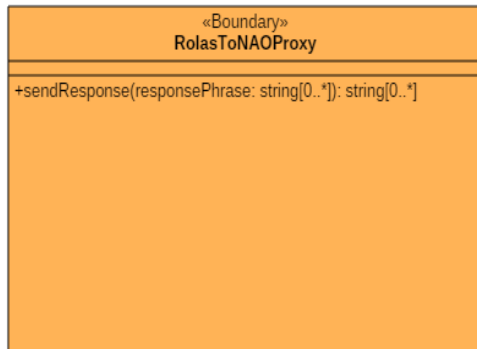 «Boundary»
RolasToNAOProxy
+sendResponse(responsePhrase: string[0..*]): string[0..*]